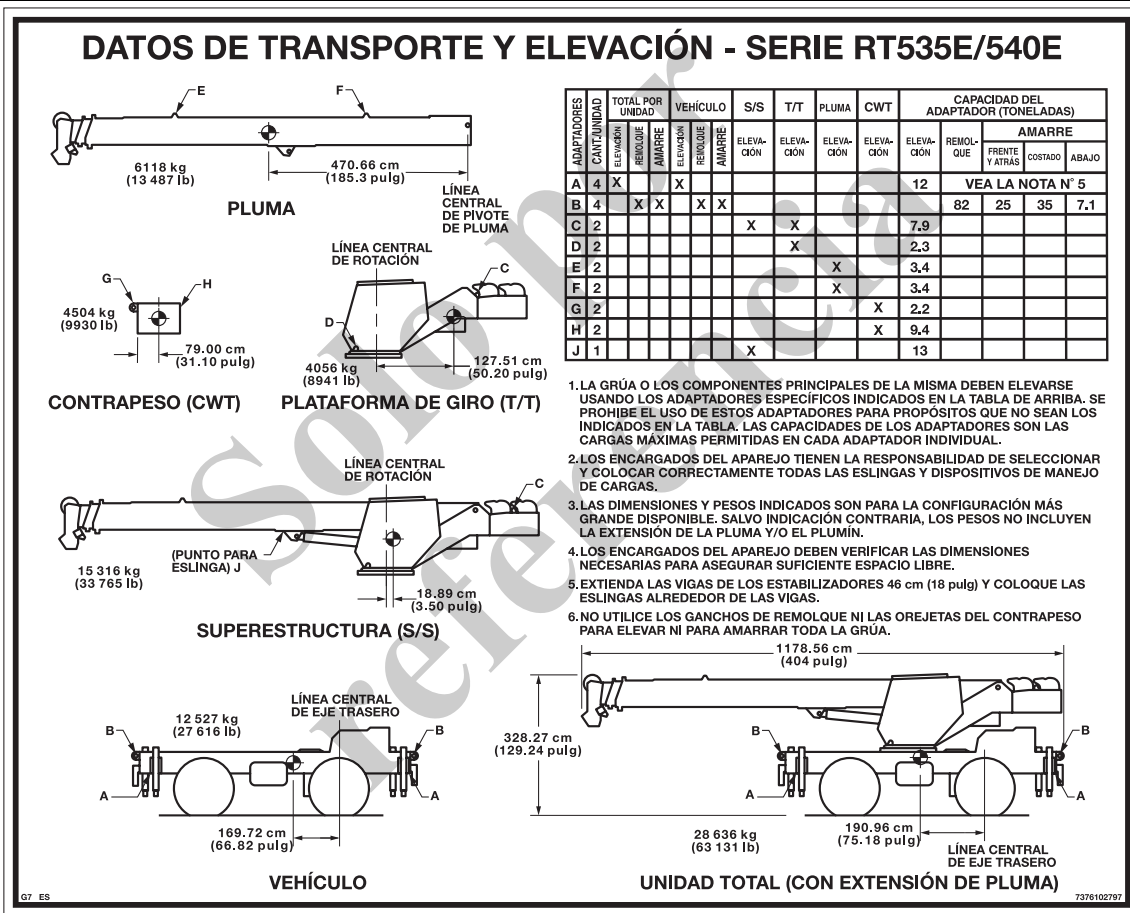 DATOS DE TRANSPORTE Y ELEVACIÓN - SERIE RT535E/540E
E
F
6118 kg
(13 487 lb)
470.66 cm
(185.3 pulg)
LÍNEA
CENTRAL
DE PIVOTE
DE PLUMA
PLUMA
G
H
4504 kg
(9930 lb)
79.00 cm
(31.10 pulg)
CONTRAPESO (CWT)
LÍNEA CENTRAL
DE ROTACIÓN
C
D
4056 kg
(8941 lb)
127.51 cm
(50.20 pulg)
PLATAFORMA DE GIRO (T/T)
LÍNEA CENTRAL
DE ROTACIÓN
C
(PUNTO PARA
ESLINGA) J
15 316 kg
(33 765 lb)
18.89 cm
(3.50 pulg)
SUPERESTRUCTURA (S/S)
LÍNEA CENTRAL
DE EJE TRASERO
12 527 kg
(27 616 lb)
B
B
A
A
169.72 cm
(66.82 pulg)
VEHÍCULO
ADAPTADORES CANT./UNIDAD TOTAL POR UNIDAD VEHÍCULO S/S T/T PLUMA CWT CAPACIDAD DEL ADAPTADOR (TONELADAS)
ELEVACIÓN REMOLQUE AMARRE ELEVACIÓN REMOLQUE AMARRE ELEVA-CIÓN ELEVA-CIÓN ELEVA-CIÓN ELEVA-CIÓN ELEVA-CIÓN REMOL-QUE AMARRE
FRENTE Y ATRÁS COSTADO ABAJO
A 4 X X 12 VEA LA NOTA N° 5
B 4 X X X X 82 25 35 7.1
C 2 X X 7.9
D 2 X 2.3
E 2 X 3.4
F 2 X 3.4
G 2 X 2.2
H 2 X 9.4
J 1 X 13
1. LA GRÚA O LOS COMPONENTES PRINCIPALES DE LA MISMA DEBEN ELEVARSE
USANDO LOS ADAPTADORES ESPECÍFICOS INDICADOS EN LA TABLA DE ARRIBA. SE
PROHIBE EL USO DE ESTOS ADAPTADORES PARA PROPÓSITOS QUE NO SEAN LOS
INDICADOS EN LA TABLA. LAS CAPACIDADES DE LOS ADAPTADORES SON LAS
CARGAS MÁXIMAS PERMITIDAS EN CADA ADAPTADOR INDIVIDUAL.
2. LOS ENCARGADOS DEL APAREJO TIENEN LA RESPONSABILIDAD DE SELECCIONAR
Y COLOCAR CORRECTAMENTE TODAS LAS ESLINGAS Y DISPOSITIVOS DE MANEJO
DE CARGAS.
3. LAS DIMENSIONES Y PESOS INDICADOS SON PARA LA CONFIGURACIÓN MÁS
GRANDE DISPONIBLE. SALVO INDICACIÓN CONTRARIA, LOS PESOS NO INCLUYEN
LA EXTENSIÓN DE LA PLUMA Y/O EL PLUMÍN.
4. LOS ENCARGADOS DEL APAREJO DEBEN VERIFICAR LAS DIMENSIONES
NECESARIAS PARA ASEGURAR SUFICIENTE ESPACIO LIBRE.
5. EXTIENDA LAS VIGAS DE LOS ESTABILIZADORES 46 cm (18 pulg) Y COLOQUE LAS
ESLINGAS ALREDEDOR DE LAS VIGAS.
6. NO UTILICE LOS GANCHOS DE REMOLQUE NI LAS OREJETAS DEL CONTRAPESO
PARA ELEVAR NI PARA AMARRAR TODA LA GRÚA.
1178.56 cm
(404 pulg)
328.27 cm
(129.24 pulg)
B
B
A
A
28 636 kg
(63 131 lb)
190.96 cm
(75.18 pulg)
LÍNEA CENTRAL
DE EJE TRASERO
UNIDAD TOTAL (CON EXTENSIÓN DE PLUMA)
G7 ES
7376102797
Solo por
referencia